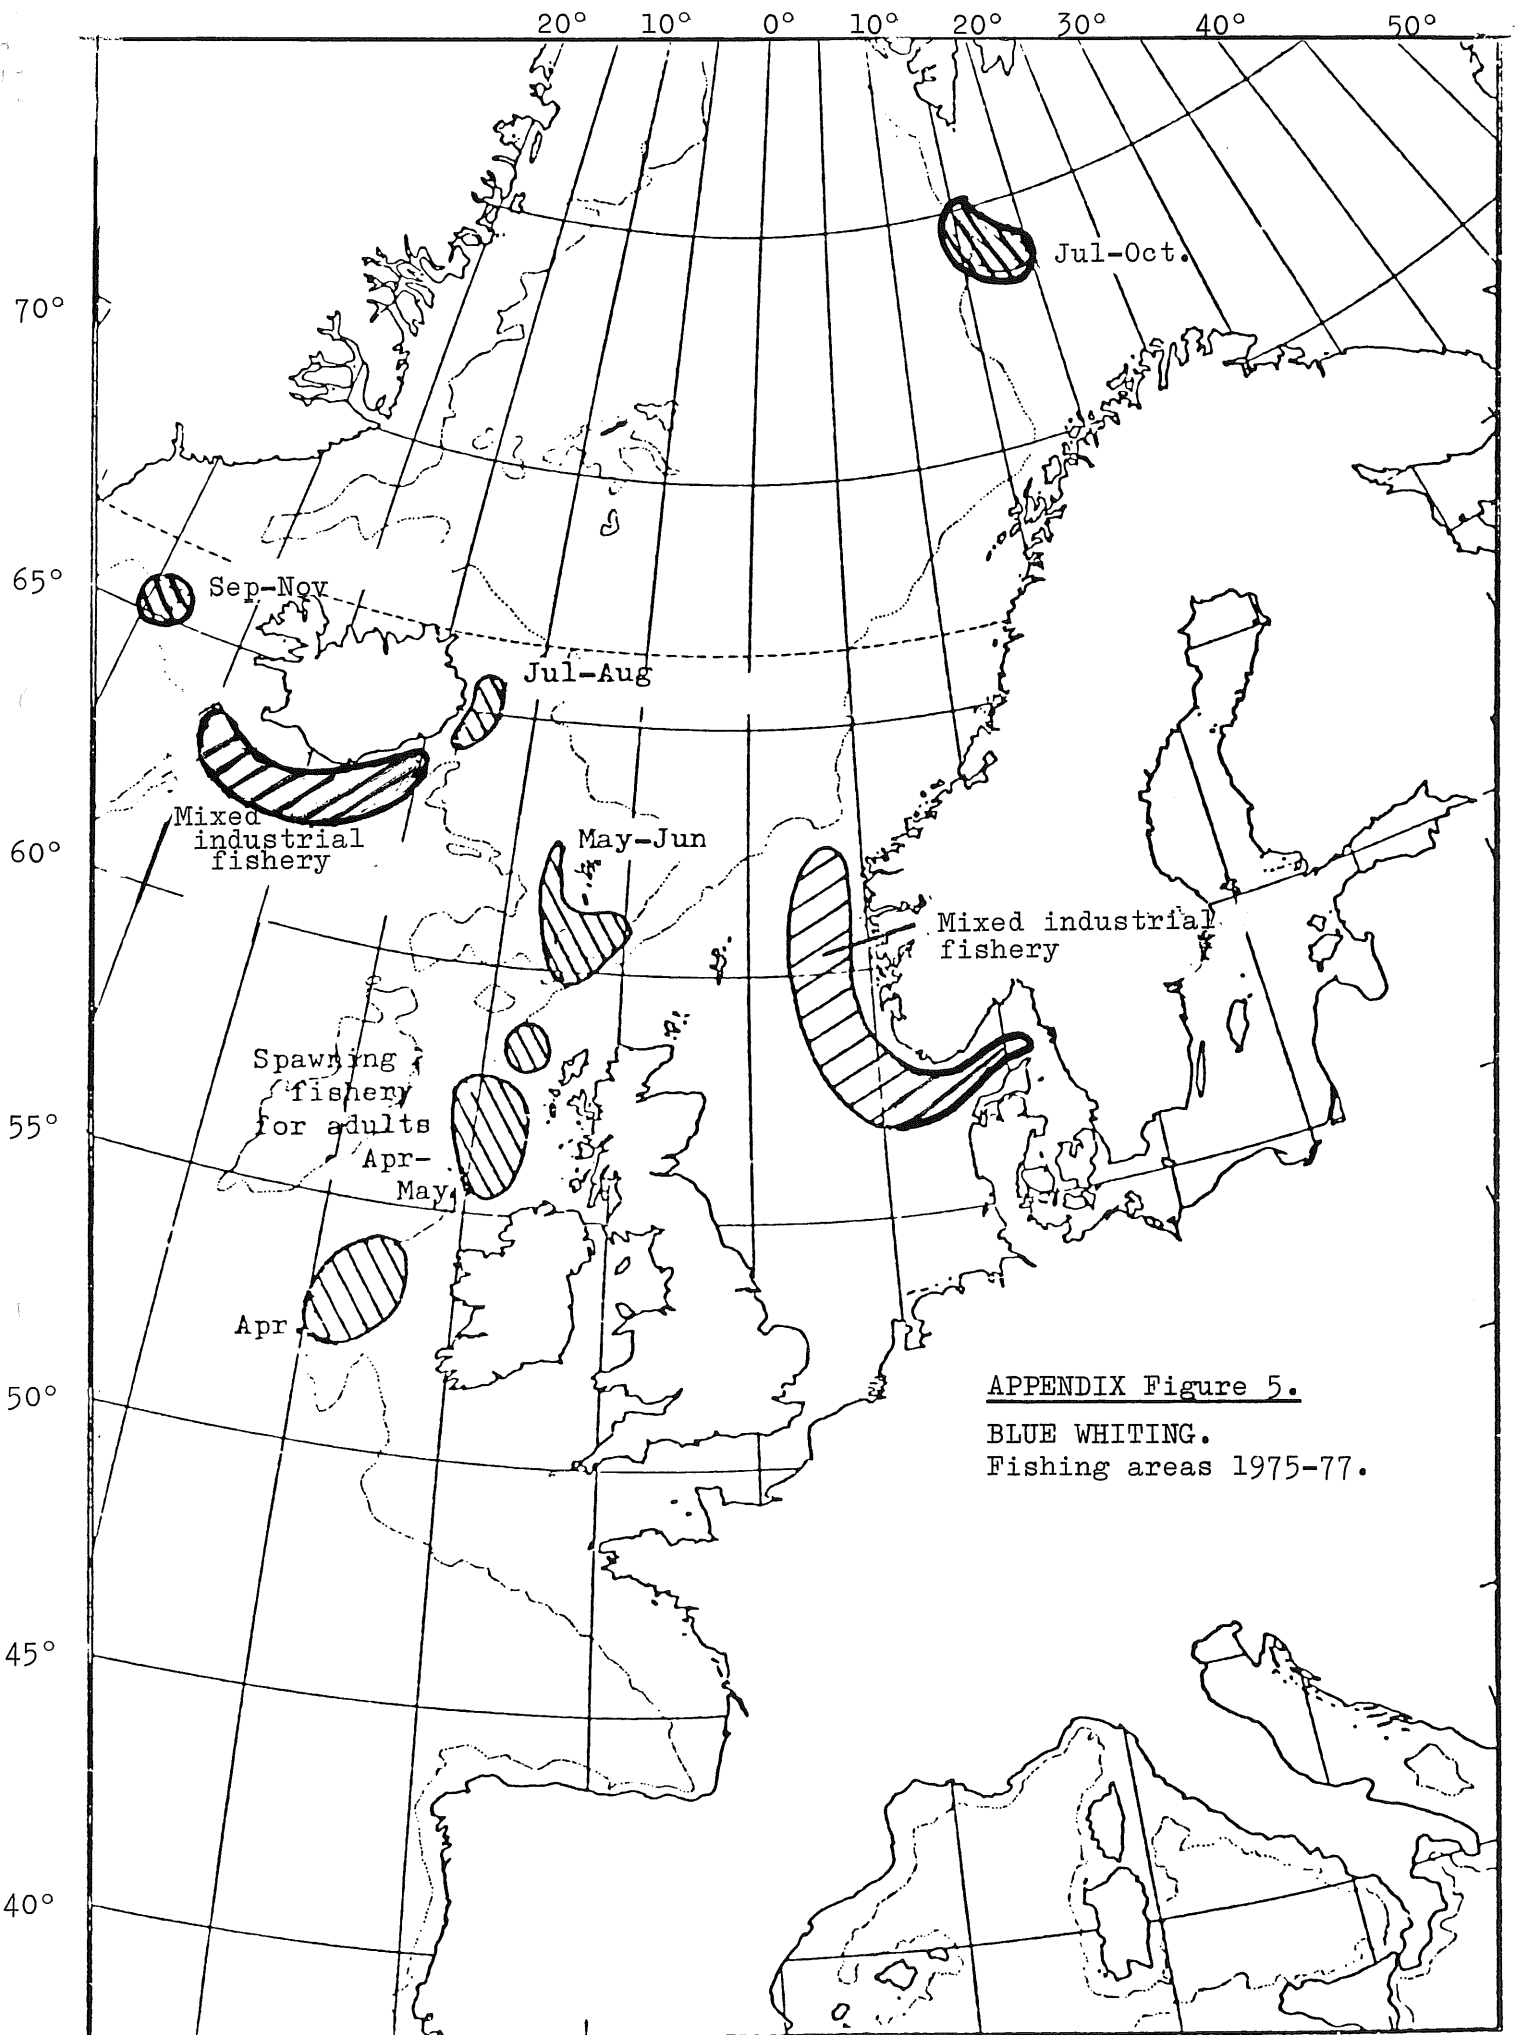 20° 10° 0° 10° 20° 30° 40° 50°
Jul-Oct.
70°
65°
Sep-Nov
Jul-Aug
Mixed
industrial
fishery
60°
May-Jun
Mixed industrial
fishery
Spawning
fishery
for adults
Apr-
May
55°
Apr
50°
APPENDIX Figure 5.
BLUE WHITING.
Fishing areas 1975-77.
45°
40°